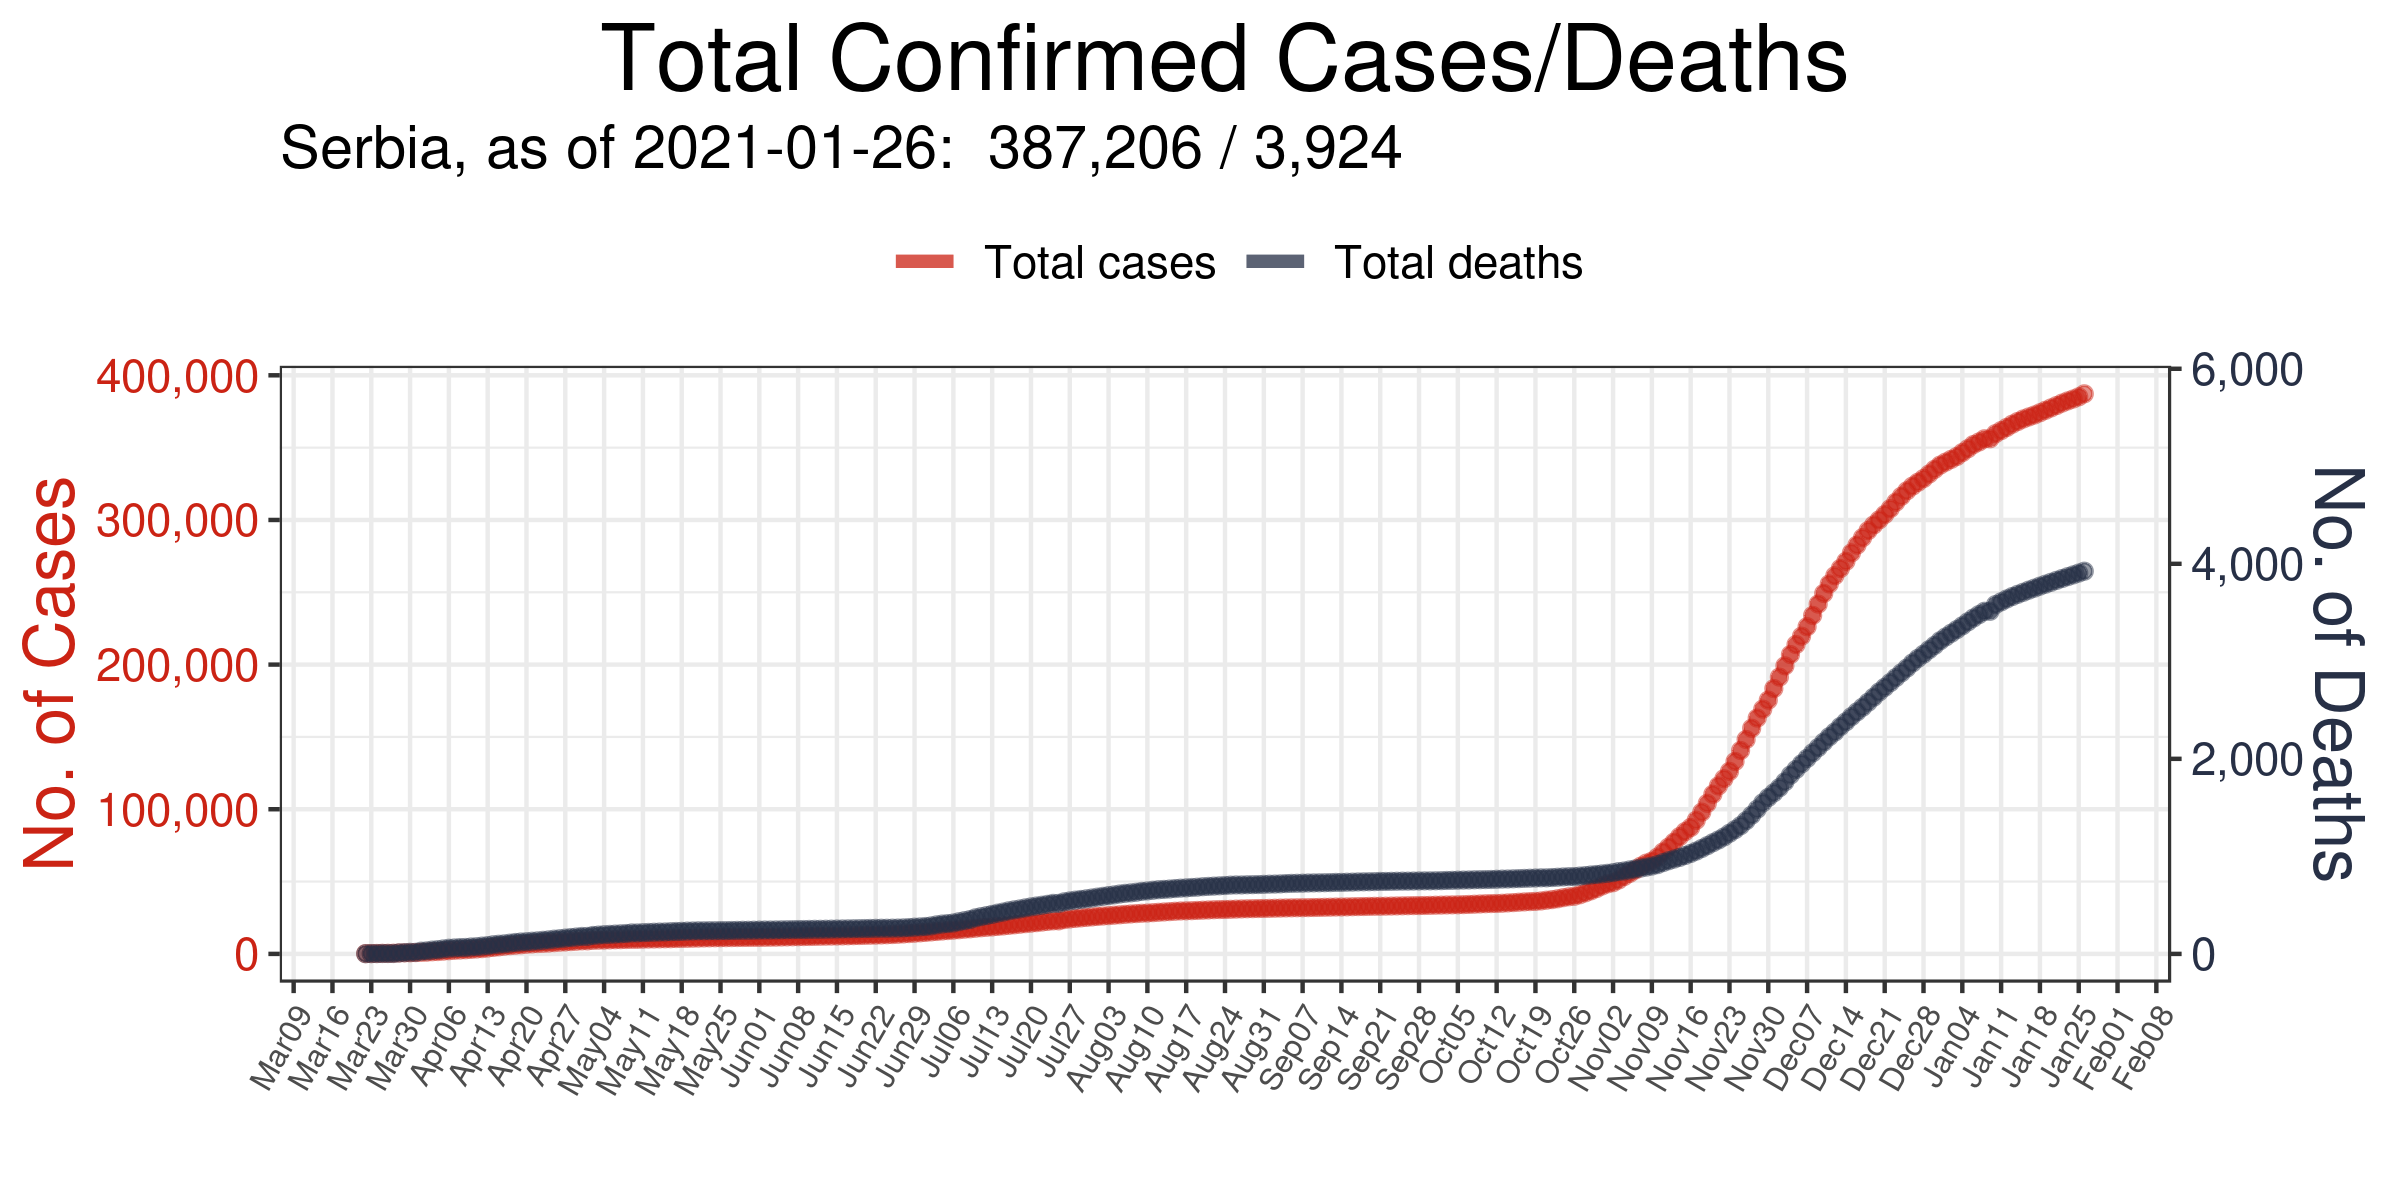 Total Confirmed Cases/Deaths
Serbia, as of 2021-01-26:  387,206 / 3,924
Total cases
Total deaths
No. of Cases
400,000
300,000
200,000
100,000
0
6,000
4,000
2,000
0
No. of Deaths
Mar09
Mar16
Mar23
Mar30
Apr06
Apr13
Apr20
Apr27
May04
May11
May18
May25
Jun01
Jun08
Jun15
Jun22
Jun29
Jul06
Jul13
Jul20
Jul27
Aug03
Aug10
Aug17
Aug24
Aug31
Sep07
Sep14
Sep21
Sep28
Oct05
Oct12
Oct19
Oct26
Nov02
Nov09
Nov16
Nov23
Nov30
Dec07
Dec14
Dec21
Dec28
Jan04
Jan11
Jan18
Jan25
Feb01
Feb08